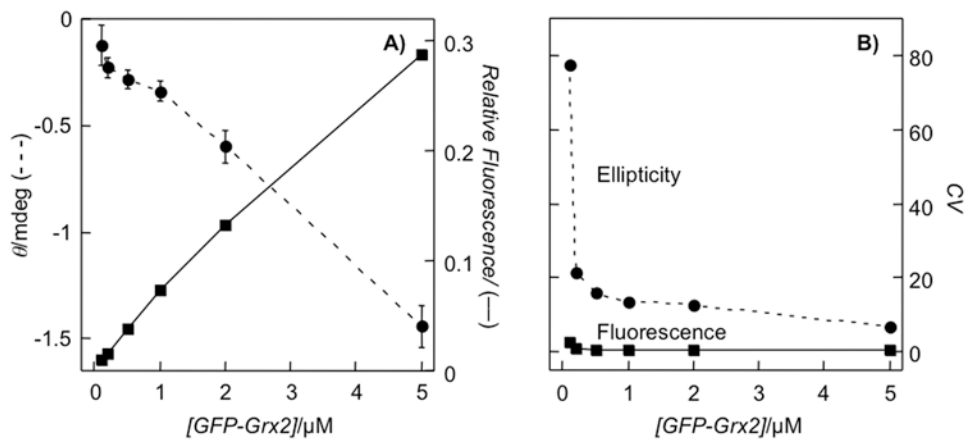 A)
0
-0.5
-1
-1.5
θ/mdeg (- - -)
0.3
0.2
0.1
0
Relative Fluorescence/ (—)
0 1 2 3 4 5
[GFP-Grx2]/µM
B)
80
60
40
20
0
CV
Ellipticity
Fluorescence
0 1 2 3 4 5
[GFP-Grx2]/µM